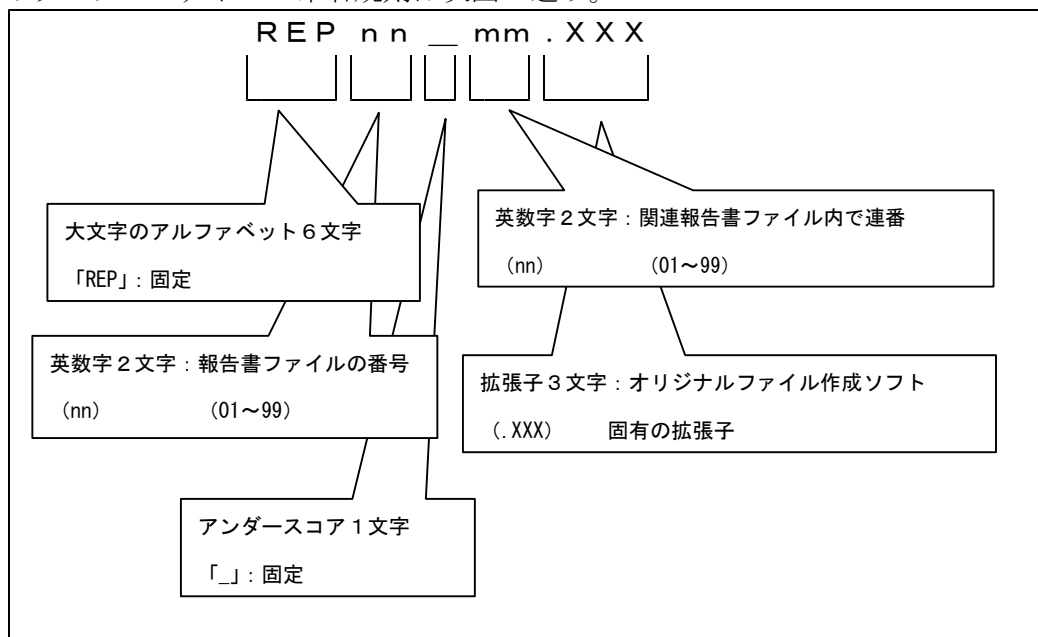 ＲＥＰｎｎ＿ｍｍ．ＸＸＸ
大文字のアルファベット６文字
「REP」：固定
英数字２文字：関連報告書ファイル内で連番
（nn）　（01～99）
英数字２文字：報告書ファイルの番号
（nn）　（01～99）
拡張子３文字：オリジナルファイル作成ソフト
（.XXX）　固有の拡張子
アンダースコア１文字
「_」：固定